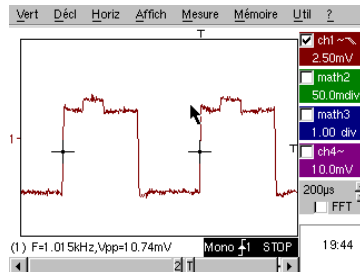 Vert Décl Horiz Affich Mesure Mémoire Util ?
T
ch1 ~
2.50mV
math2
50.0mdiv
math3
1.00 div
ch4~
10.0mV
1
T
200µs
FFT
(1) F=1.015kHz,Vpp=10.74mV Mono 1 STOP
19:44
2 T